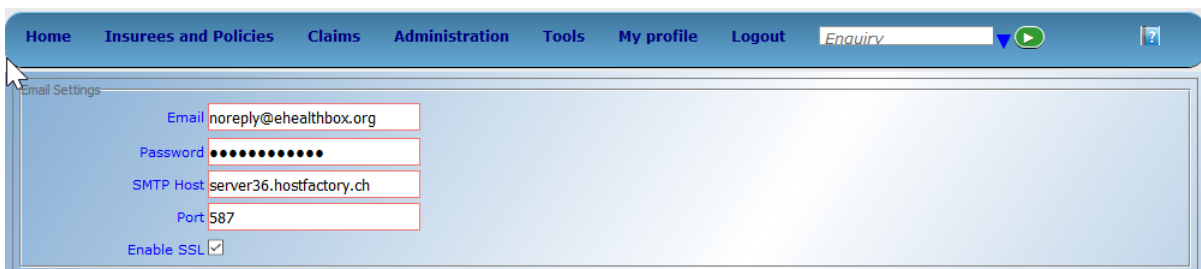 Home Insurees and Policies Claims Administration Tools My profile Logout Enquiry ?
Email Settings
Email noreply@ehealthbox.org
Password ●●●●●●●●●●●●
SMTP Host server36.hostfactory.ch
Port 587
Enable SSL